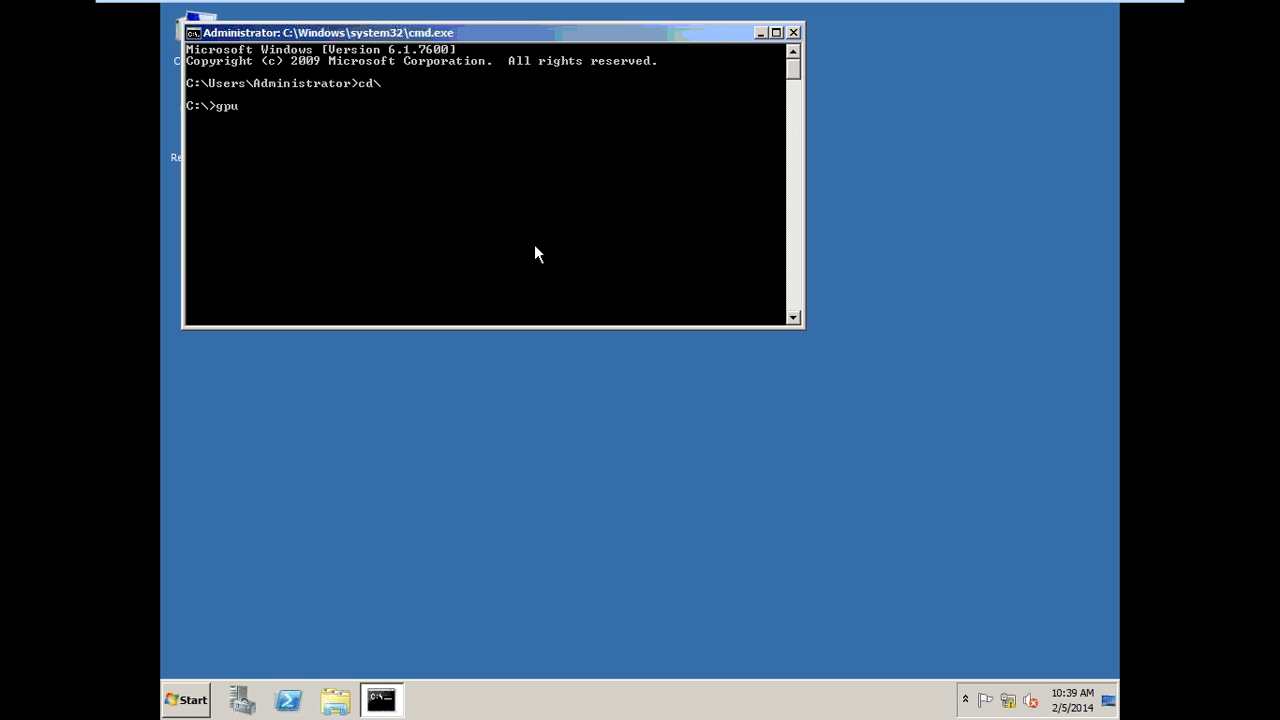 Administrator: C:\Windows\system32\cmd.exe
Microsoft Windows [Version 6.1.7600]
Copyright (c) 2009 Microsoft Corporation.  All rights reserved.
C:\Users\Administrator>cd\
C:\>gpu
C
Re
Start
10:39 AM
2/5/2014